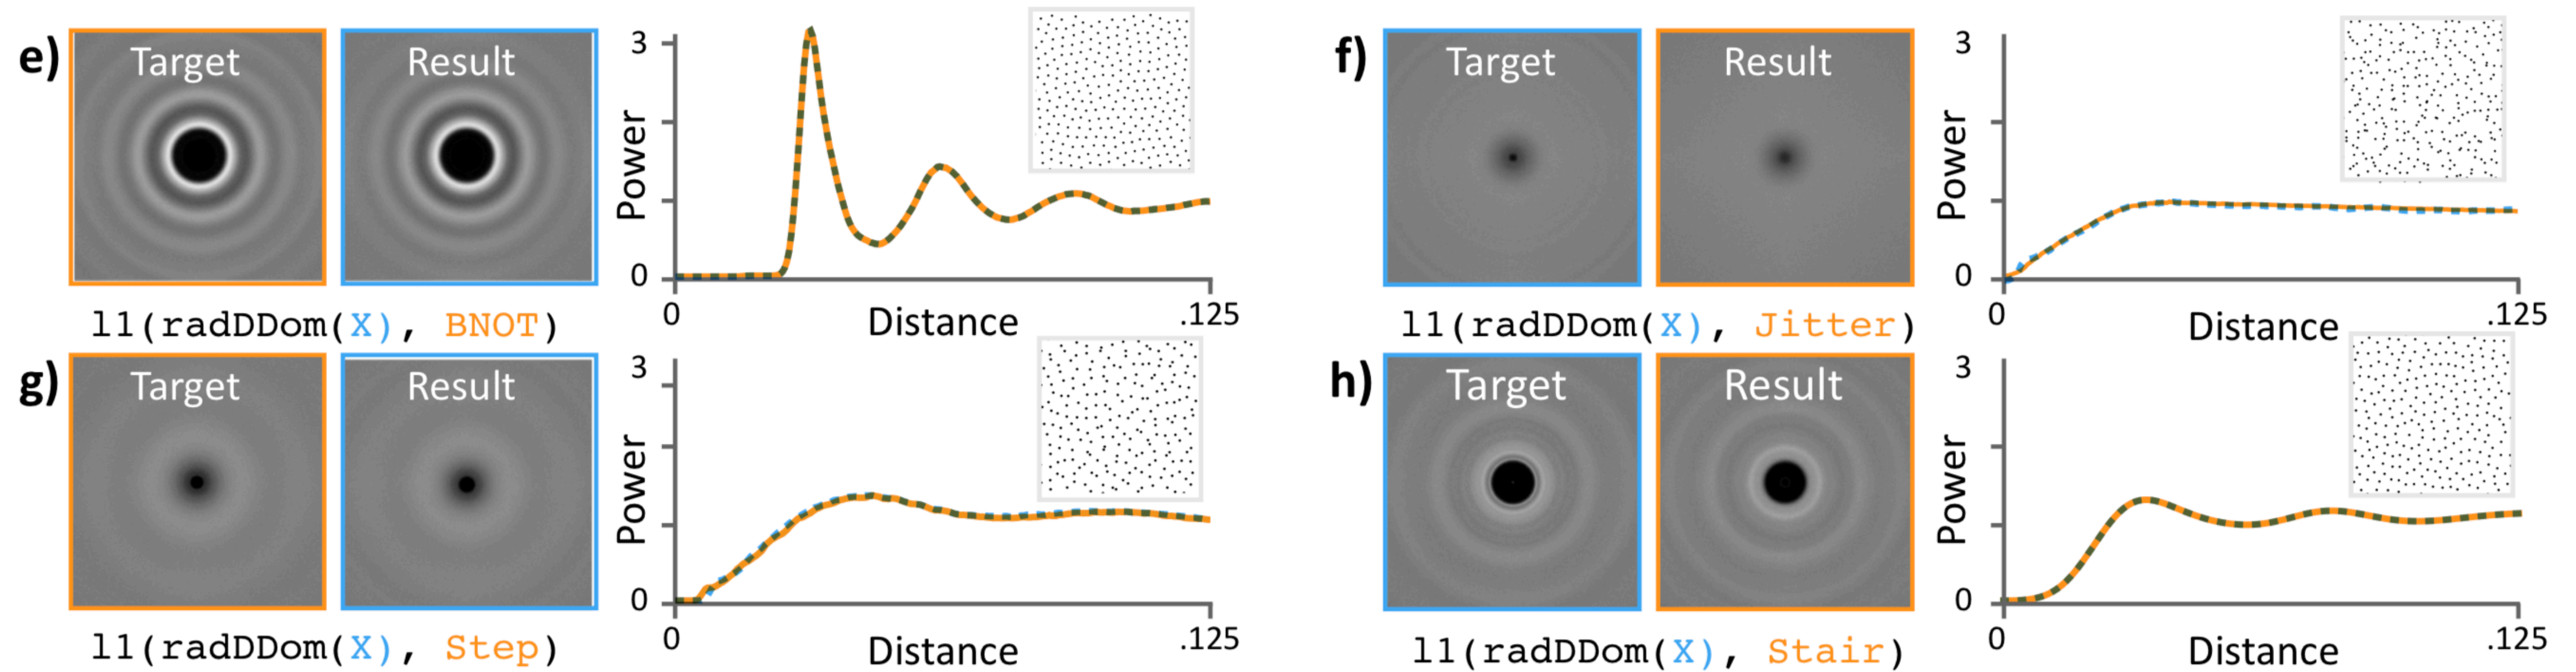 e)
Target
Result
3
Power
0
0
Distance
.125
l1(radDDom(X), BNOT)
f)
Target
Result
3
Power
0
0
Distance
.125
l1(radDDom(X), Jitter)
g)
Target
Result
3
Power
0
0
Distance
.125
l1(radDDom(X), Step)
h)
Target
Result
3
Power
0
0
Distance
.125
l1(radDDom(X), Stair)